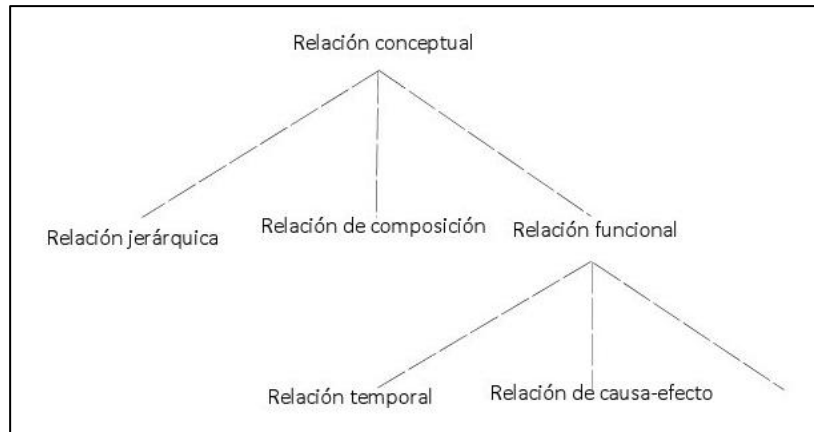 Relación conceptual
Relación jerárquica
Relación de composición
Relación funcional
Relación temporal
Relación de causa-efecto